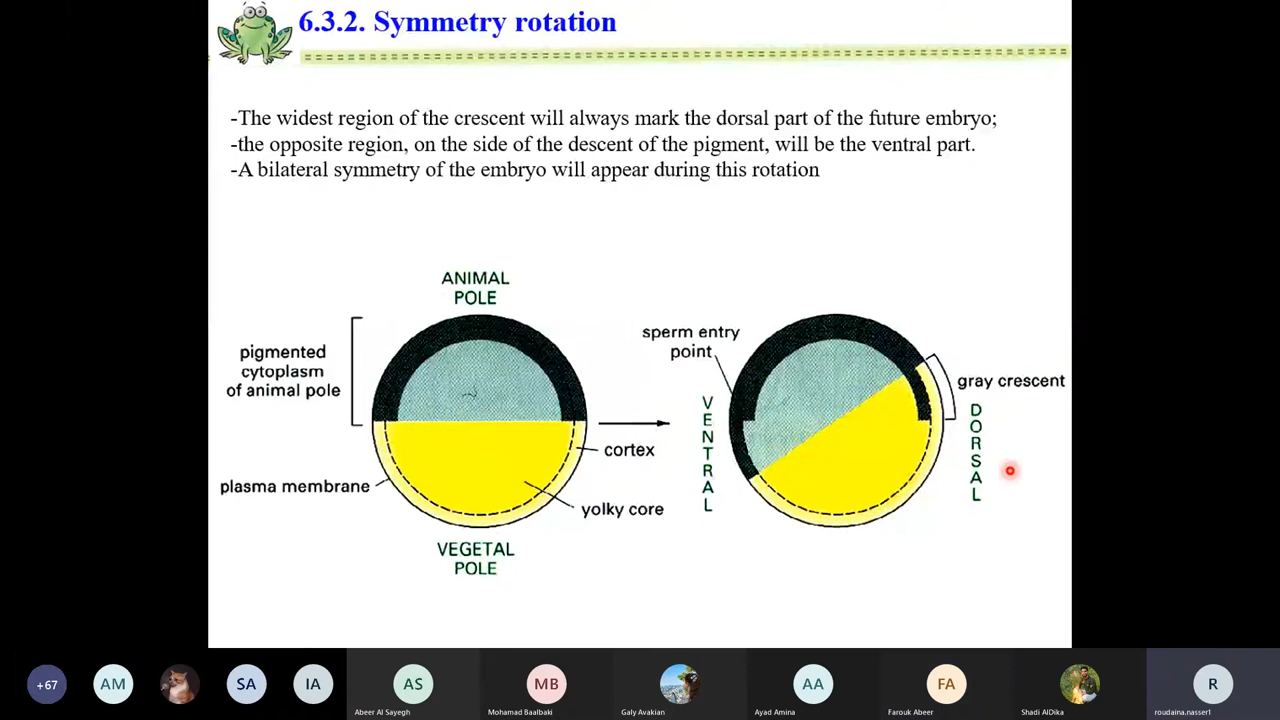 6.3.2. Symmetry rotation
-The widest region of the crescent will always mark the dorsal part of the future embryo;
-the opposite region, on the side of the descent of the pigment, will be the ventral part.
-A bilateral symmetry of the embryo will appear during this rotation
ANIMAL
POLE
pigmented
cytoplasm
of animal pole
plasma membrane
cortex
yolky core
VEGETAL
POLE
sperm entry
point
VENTRAL
gray crescent
DORSAL
+67
AM
SA
IA
AS
Abeer Al Sayegh
MB
Mohamad Baalbaki
Galy Avakian
AA
Ayad Amina
FA
Farouk Abeer
Shadi AlDika
R
roudaina.nasser1